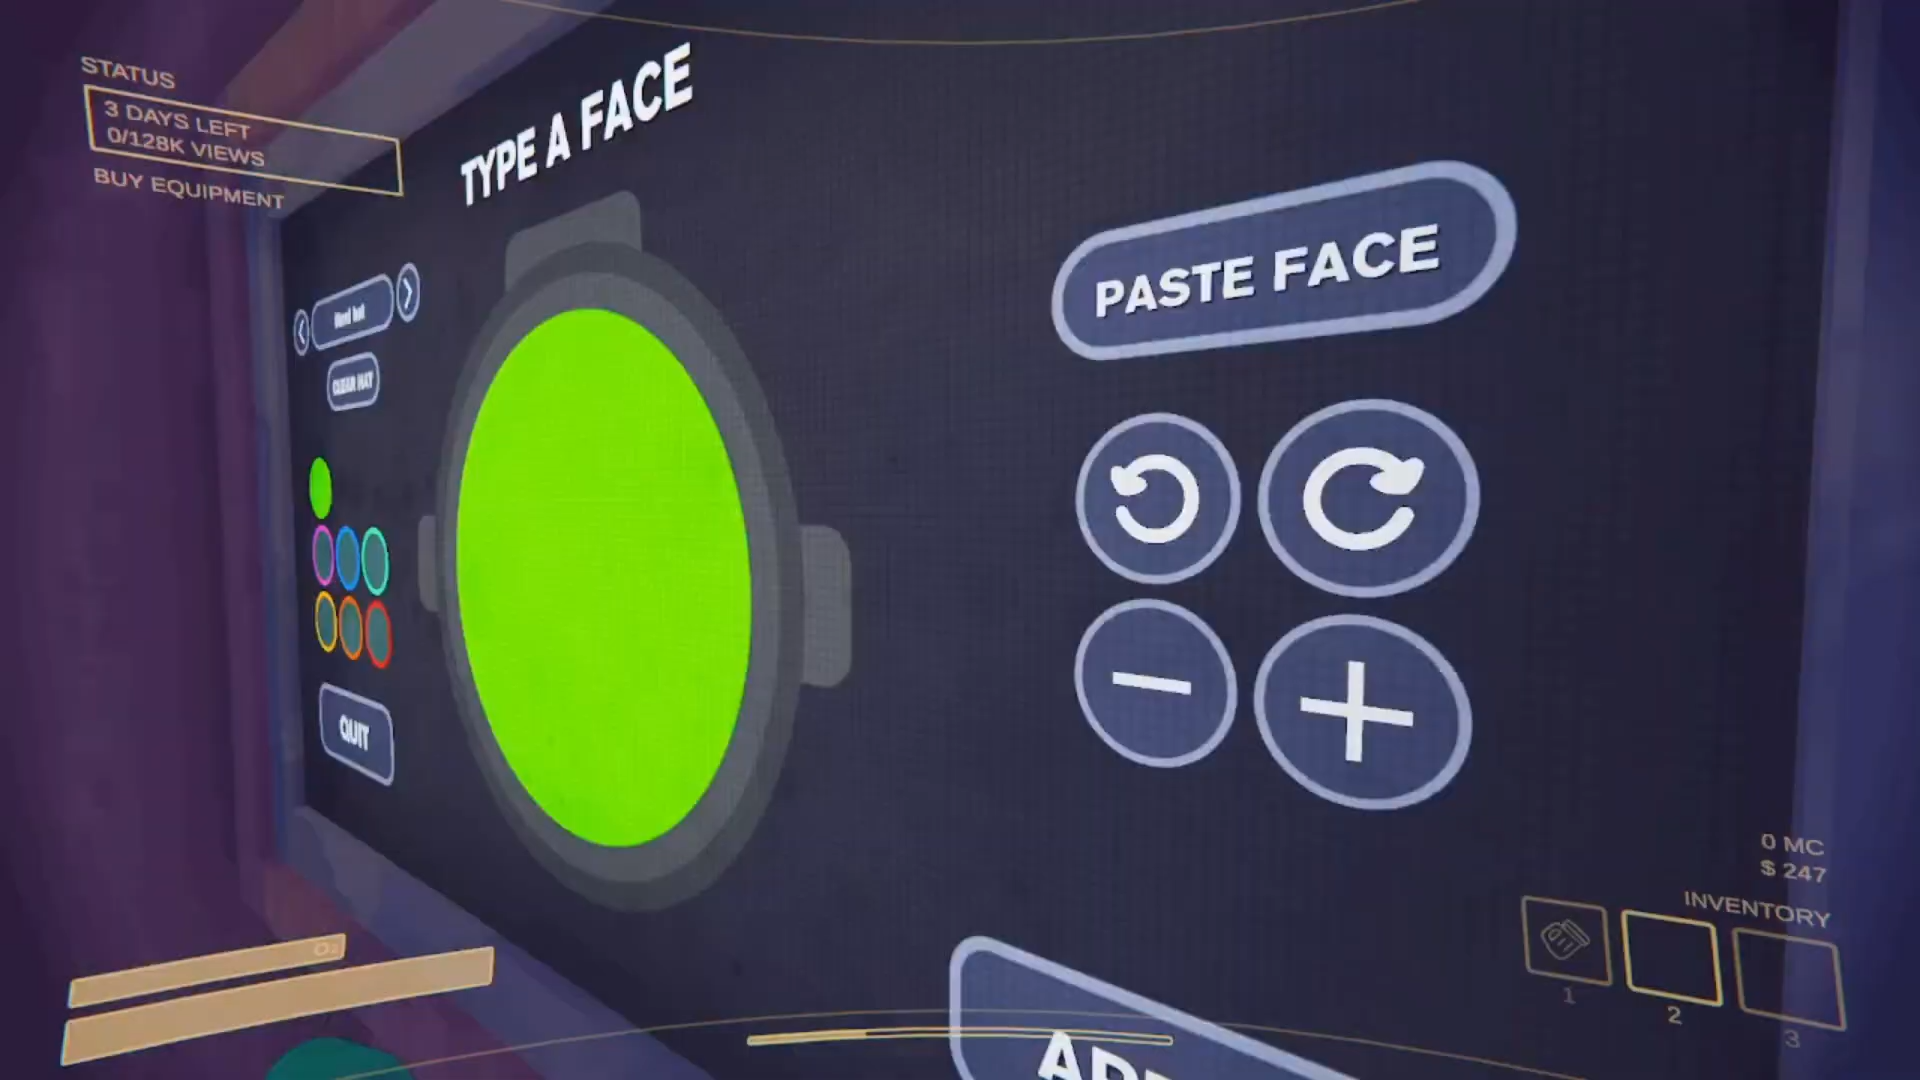 STATUS
3 DAYS LEFT
0/128K VIEWS
BUY EQUIPMENT
TYPE A FACE
CLEAR HAT
QUIT
PASTE FACE
O₂
0 MC
$ 247
INVENTORY
1
2
3